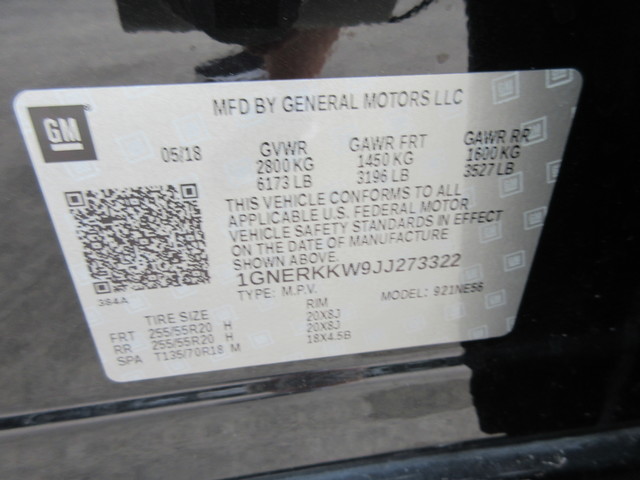 MFD BY GENERAL MOTORS LLC
GM
05/18 GVWR GAWR FRT GAWR RR
2800 KG 1450 KG 1600 KG
6173 LB 3196 LB 3527 LB
THIS VEHICLE CONFORMS TO ALL
APPLICABLE U.S. FEDERAL MOTOR
VEHICLE SAFETY STANDARDS IN EFFECT
ON THE DATE OF MANUFACTURE
SHOWN ABOVE.
1GNERKKW9JJ273322
TYPE: M.P.V. MODEL: 921NE56
384A
TIRE SIZE RIM
FRT 255/55R20 H 20X8J
RR 255/55R20 H 20X8J
SPA T135/70R18 M 18X4.5B